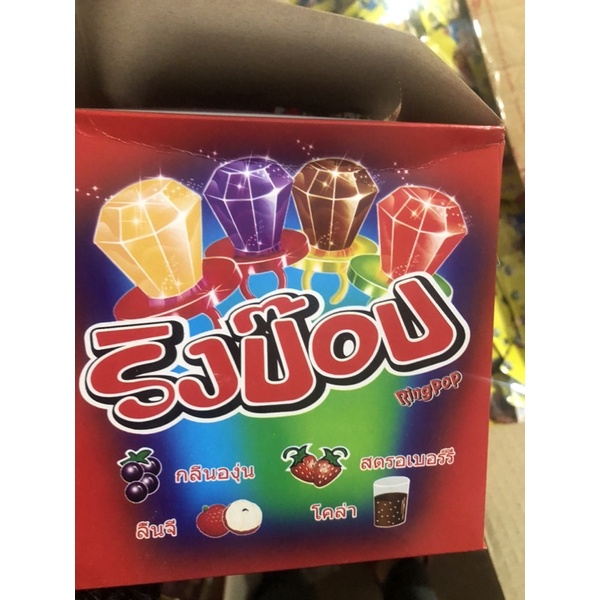 ริงป๊อป
RingPop
กลิ่นองุ่น
สตรอเบอร์รี่
ลิ้นจี่
โคล่า